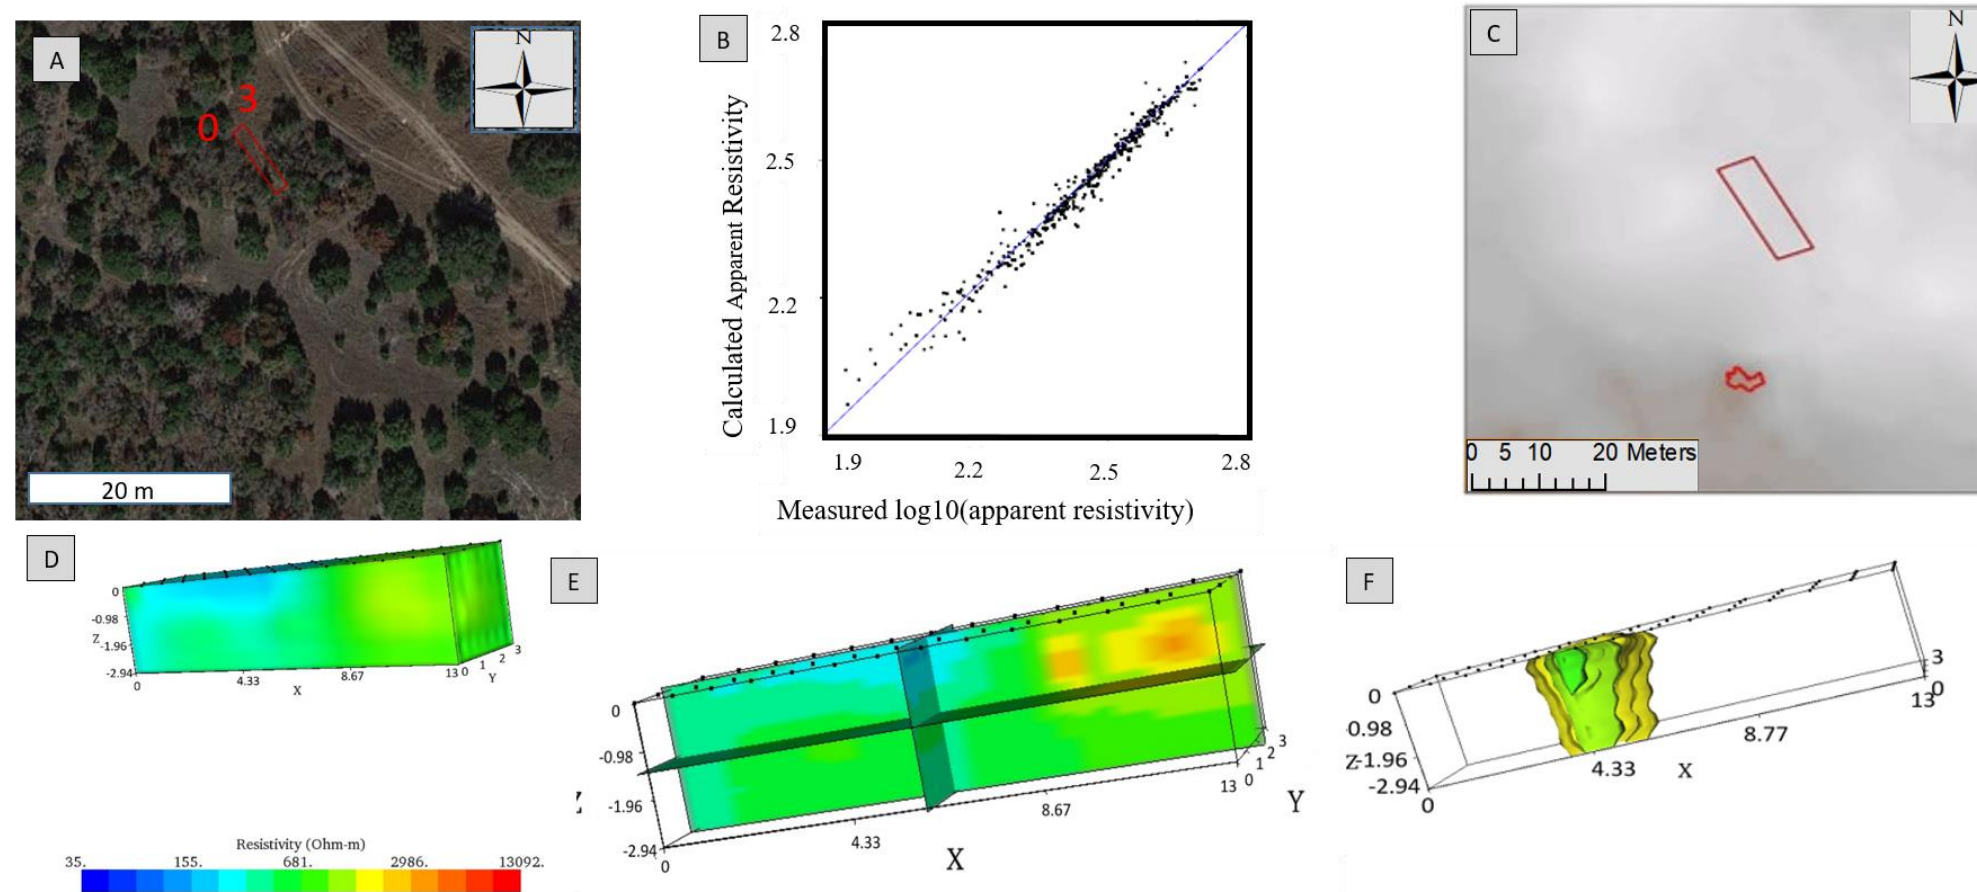 A
N
3
0
20 m
B
2.8
2.5
2.2
1.9
Calculated Apparent Resistivity
1.9
2.2
2.5
2.8
Measured log10(apparent resistivity)
C
N
0 5 10 20 Meters
D
0
-0.98
Z
-1.96
-2.94
0
4.33
X
8.67
13
0
1
2
3
Y
Resistivity (Ohm-m)
35. 155. 681. 2986. 13092.
E
0
-0.98
-1.96
-2.94
0
4.33
X
8.67
13
0
1
2
3
Y
F
0
0.98
Z-1.96
-2.94
0
4.33
X
8.77
13
0
3